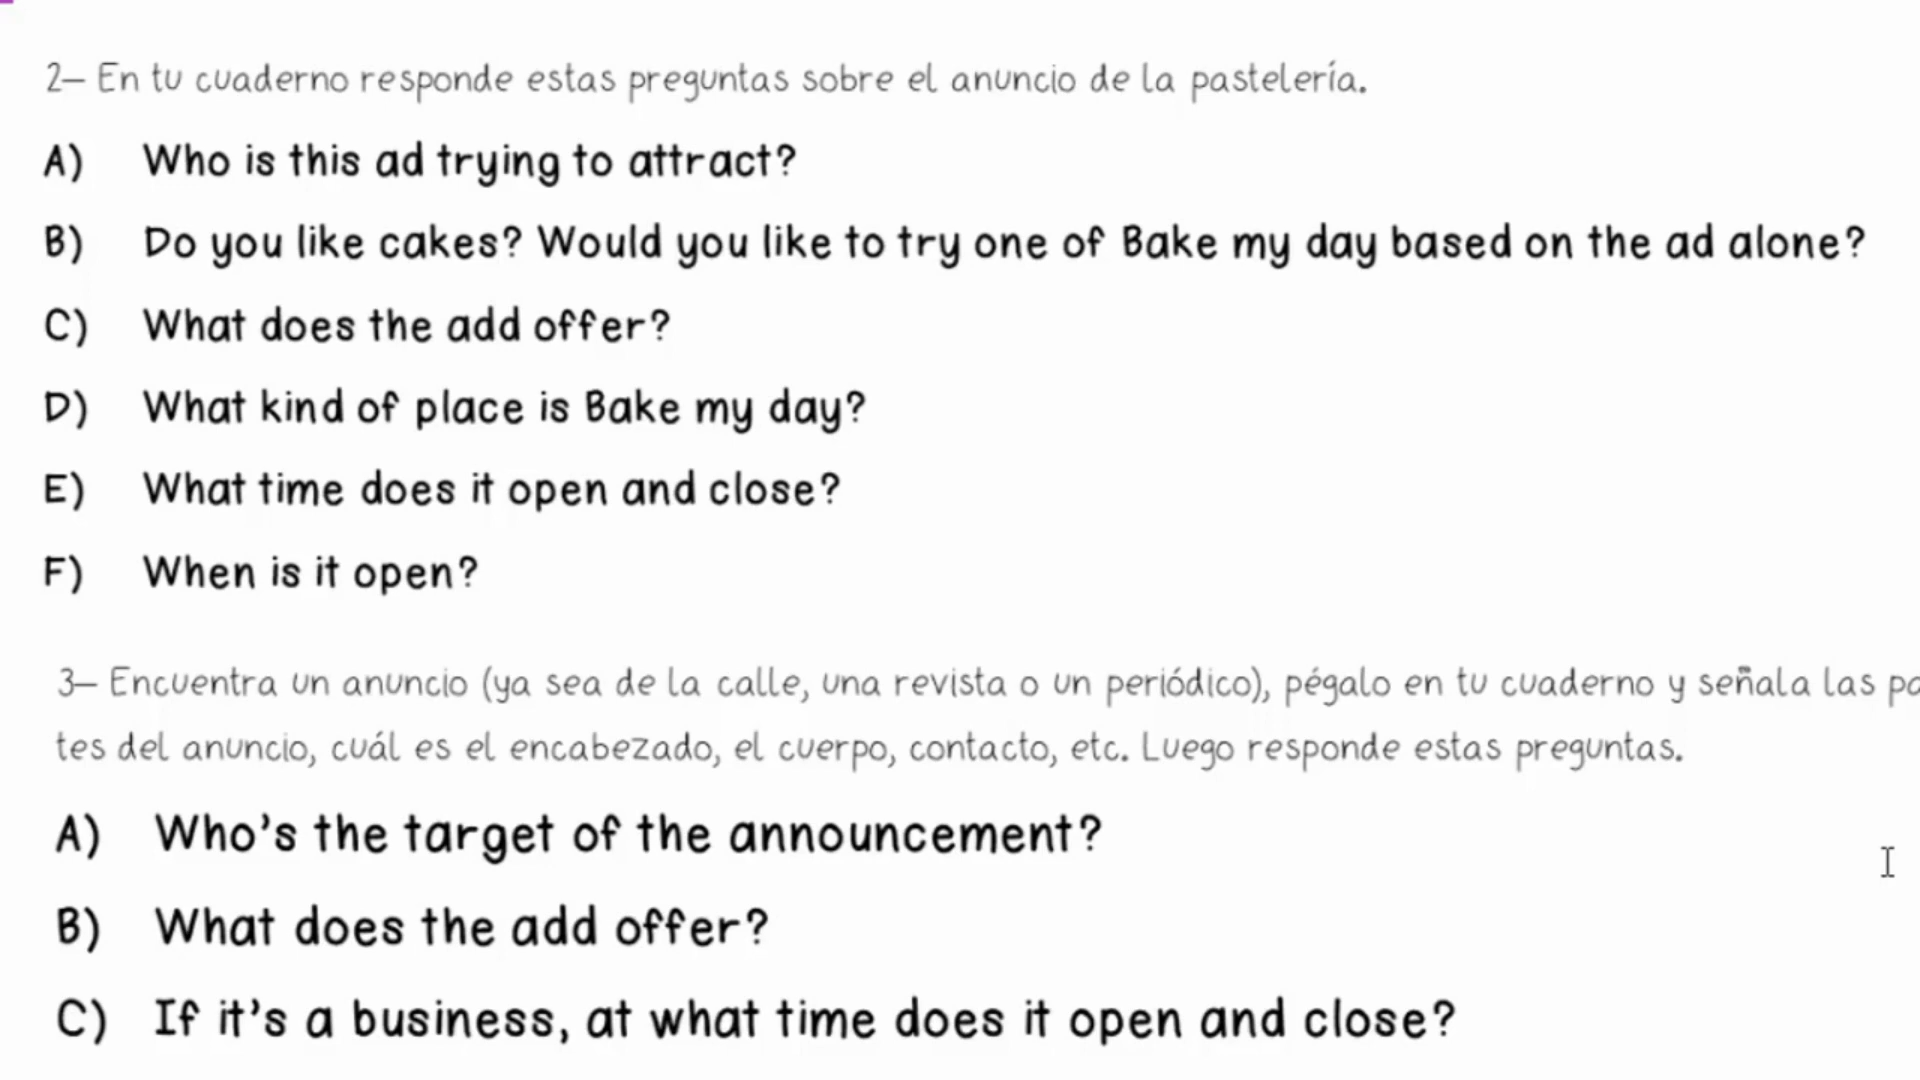 2– En tu cuaderno responde estas preguntas sobre el anuncio de la pastelería.
A) Who is this ad trying to attract?
B) Do you like cakes? Would you like to try one of Bake my day based on the ad alone?
C) What does the add offer?
D) What kind of place is Bake my day?
E) What time does it open and close?
F) When is it open?
3– Encuentra un anuncio (ya sea de la calle, una revista o un periódico), pégalo en tu cuaderno y señala las
tes del anuncio, cuál es el encabezado, el cuerpo, contacto, etc. Luego responde estas preguntas.
A) Who's the target of the announcement?
B) What does the add offer?
C) If it's a business, at what time does it open and close?